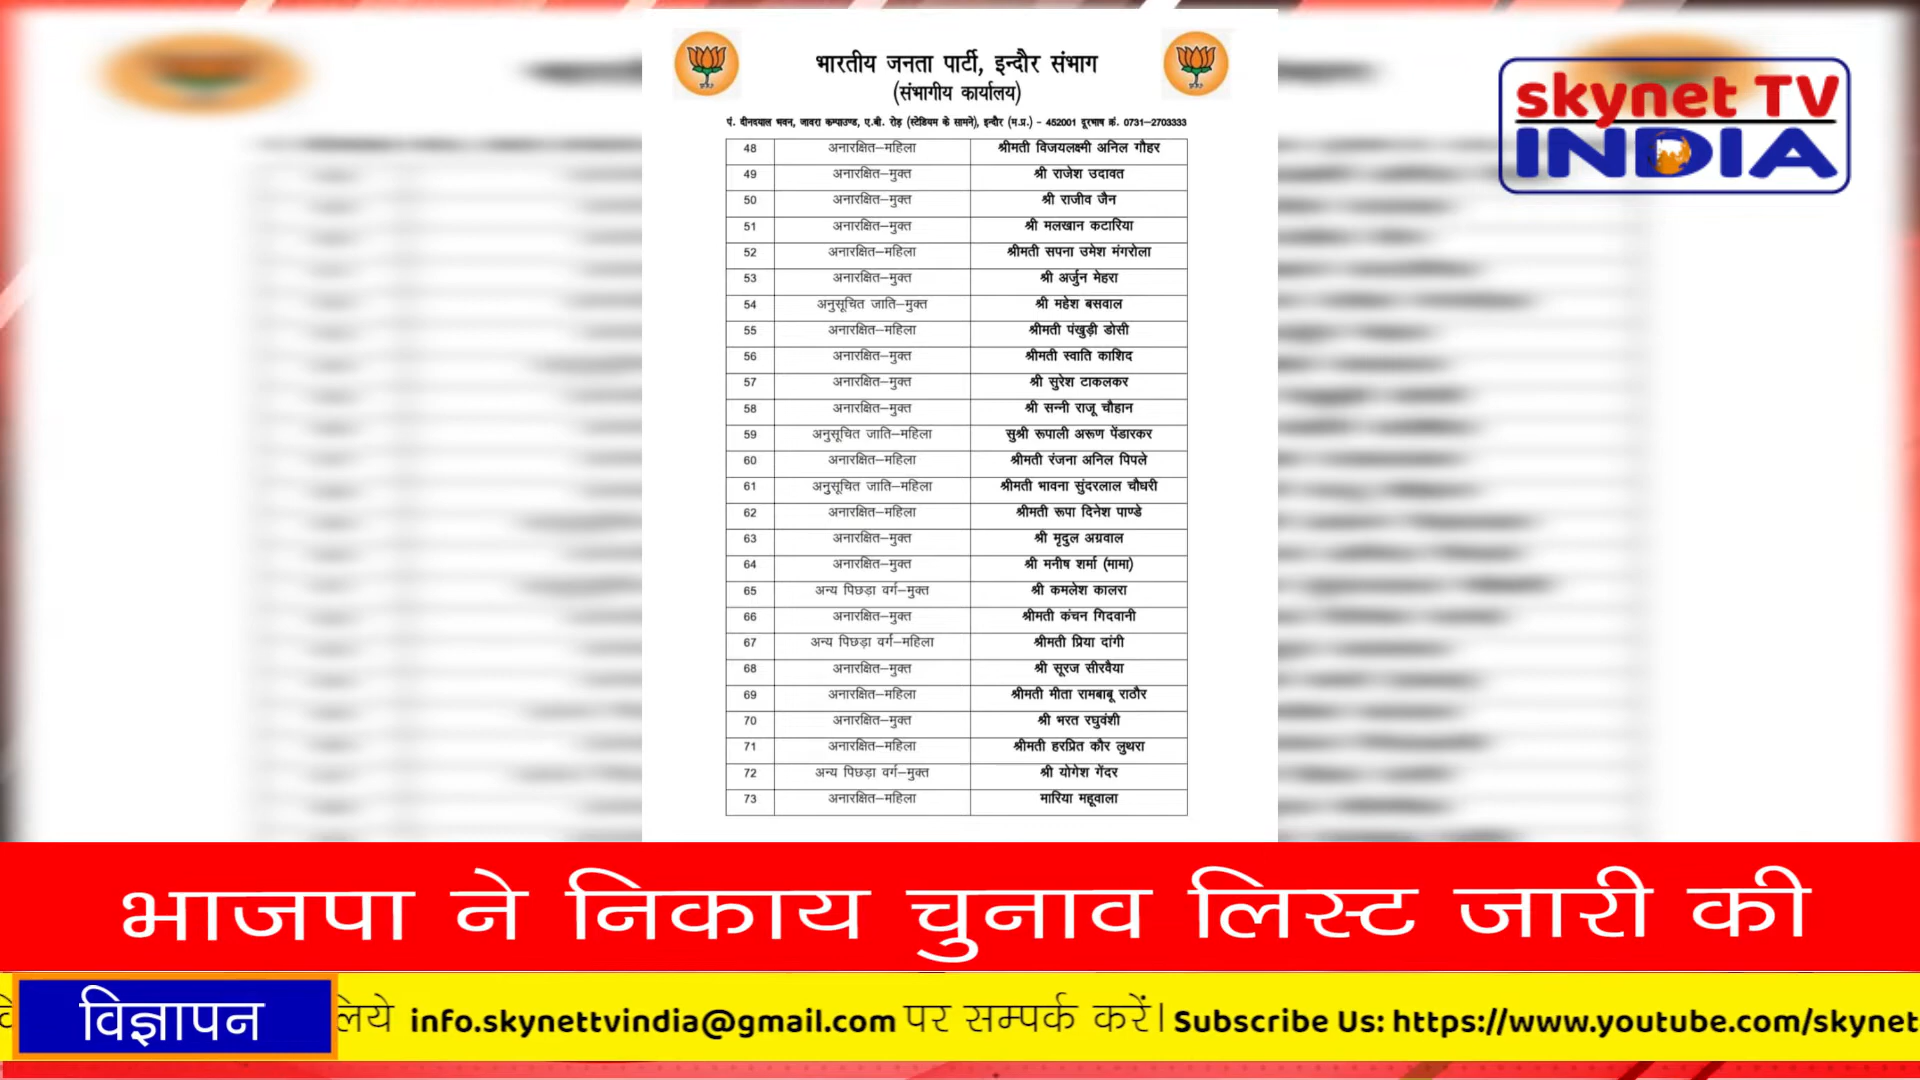 भारतीय जनता पार्टी, इन्दौर संभाग
(संभागीय कार्यालय)
पं. दीनदयाल भवन, जावरा कम्पाउण्ड, ए.बी. रोड़ (स्टेडियम के सामने), इन्दौर (म.प्र.) – 452001 दूरभाष क्रं. 0731–2703333
48 अनारक्षित–महिला श्रीमती विजयलक्ष्मी अनिल गौहर
49 अनारक्षित–मुक्त श्री राजेश उदावत
50 अनारक्षित–मुक्त श्री राजीव जैन
51 अनारक्षित–मुक्त श्री मलखान कटारिया
52 अनारक्षित–महिला श्रीमती सपना उमेश मंगरोला
53 अनारक्षित–मुक्त श्री अर्जुन मेहरा
54 अनुसूचित जाति–मुक्त श्री महेश बसवाल
55 अनारक्षित–महिला श्रीमती पंखुड़ी डोसी
56 अनारक्षित–मुक्त श्रीमती स्वाति काशिद
57 अनारक्षित–मुक्त श्री सुरेश टाकलकर
58 अनारक्षित–मुक्त श्री सन्नी राजू चौहान
59 अनुसूचित जाति–महिला सुश्री रूपाली अरूण पेंडारकर
60 अनारक्षित–महिला श्रीमती रंजना अनिल पिपले
61 अनुसूचित जाति–महिला श्रीमती भावना सुंदरलाल चौधरी
62 अनारक्षित–महिला श्रीमती रूपा दिनेश पाण्डे
63 अनारक्षित–मुक्त श्री मृदुल अग्रवाल
64 अनारक्षित–मुक्त श्री मनीष शर्मा (मामा)
65 अन्य पिछड़ा वर्ग–मुक्त श्री कमलेश कालरा
66 अनारक्षित–मुक्त श्रीमती कंचन गिदवानी
67 अन्य पिछड़ा वर्ग–महिला श्रीमती प्रिया दांगी
68 अनारक्षित–मुक्त श्री सूरज सीरवैया
69 अनारक्षित–महिला श्रीमती मीता रामबाबू राठौर
70 अनारक्षित–मुक्त श्री भरत रघुवंशी
71 अनारक्षित–महिला श्रीमती हरप्रित कौर लुथरा
72 अन्य पिछड़ा वर्ग–मुक्त श्री योगेश गेंदर
73 अनारक्षित–महिला मारिया महूवाला
skynet TV
INDIA
भाजपा ने निकाय चुनाव लिस्ट जारी की
विज्ञापन
लिये info.skynettvindia@gmail.com पर सम्पर्क करें | Subscribe Us: https://www.youtube.com/skynet